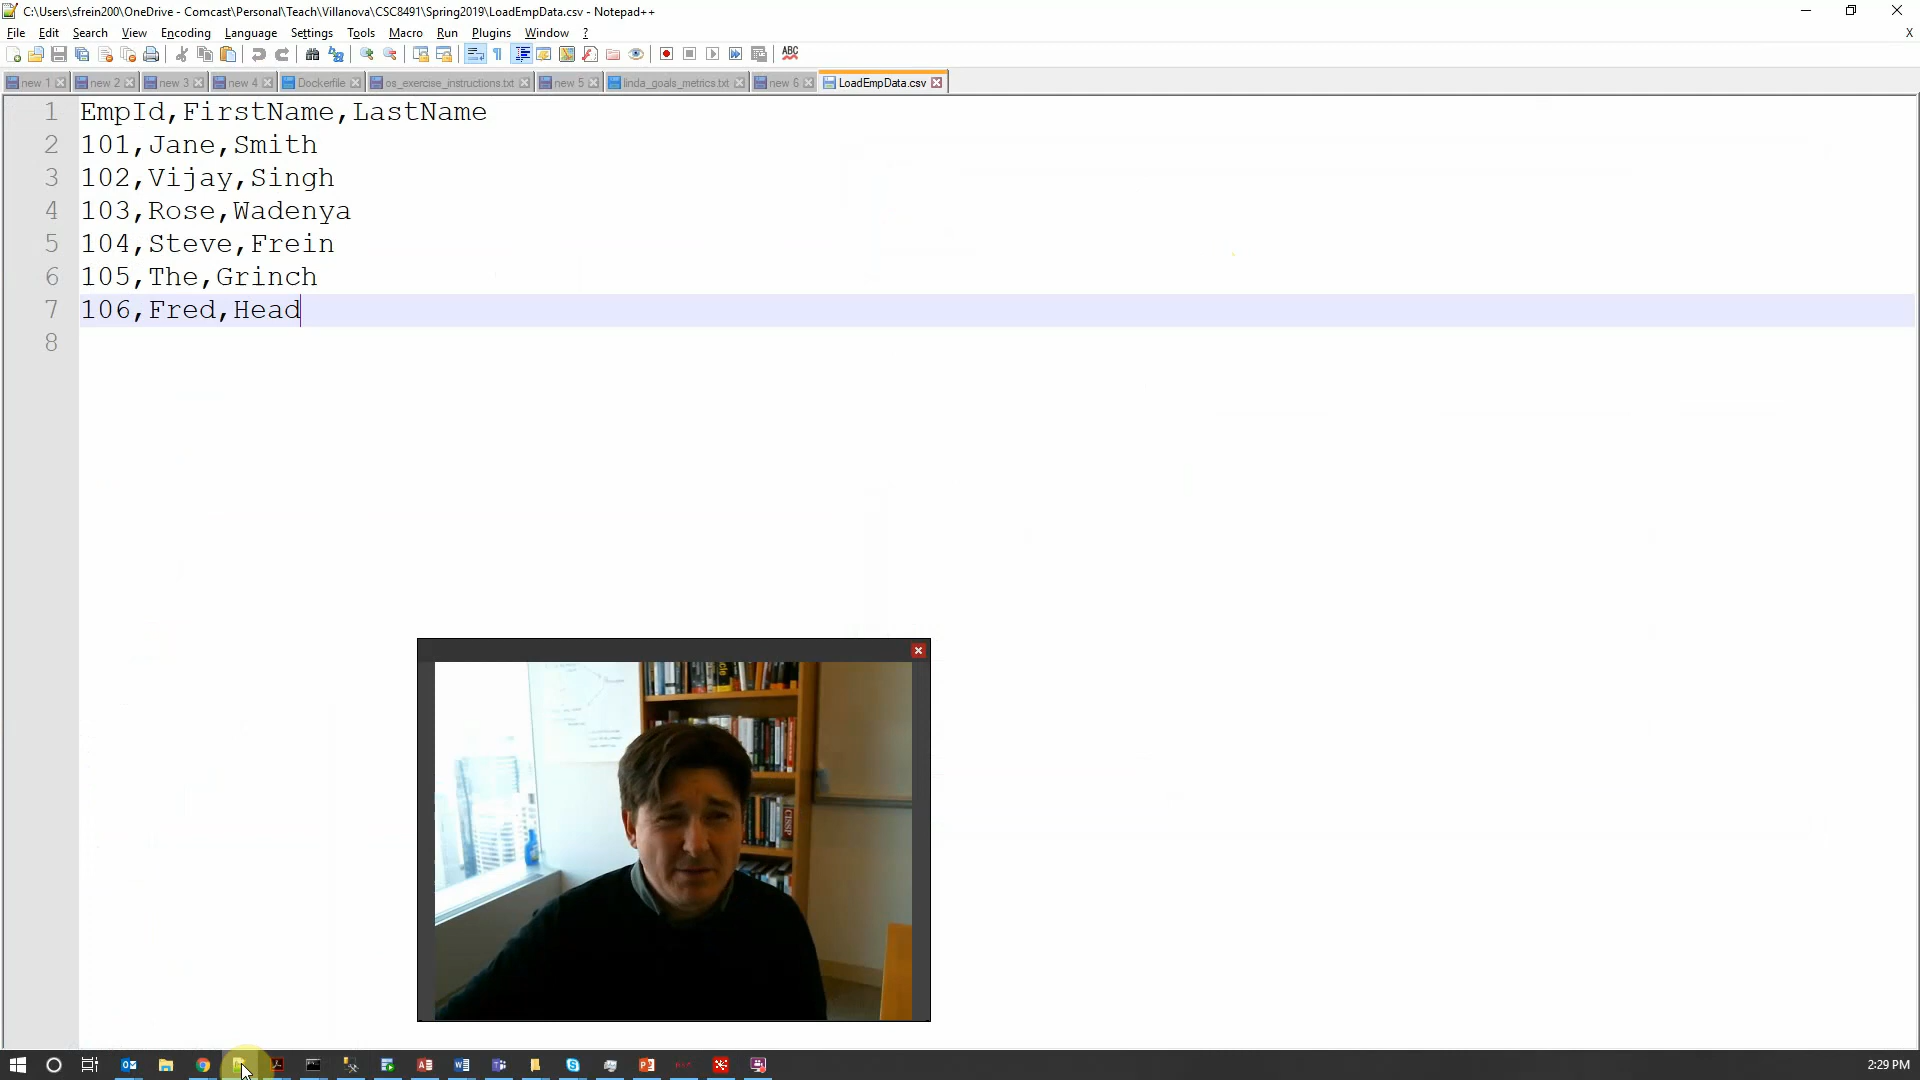 C:\Users\sfrein200\OneDrive - Comcast\Personal\Teach\Villanova\CSC8491\Spring2019\LoadEmpData.csv - Notepad++
File Edit Search View Encoding Language Settings Tools Macro Run Plugins Window ? X
ABC
new 1 new 2 new 3 new 4 Dockerfile os_exercise_instructions.txt new 5 linda_goals_metrics.txt new 6 LoadEmpData.csv
1 EmpId,FirstName,LastName
2 101,Jane,Smith
3 102,Vijay,Singh
4 103,Rose,Wadenya
5 104,Steve,Frein
6 105,The,Grinch
7 106,Fred,Head
8
CISSP
2:29 PM